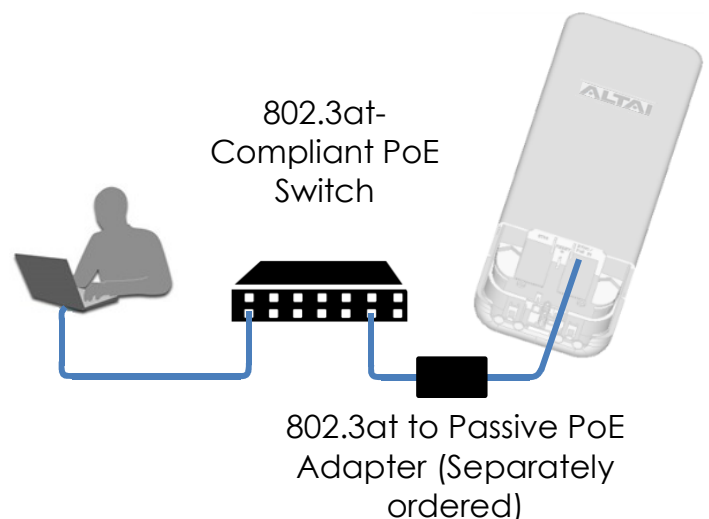 ALTAI
802.3at-
Compliant PoE
Switch
802.3at to Passive PoE
Adapter (Separately
ordered)